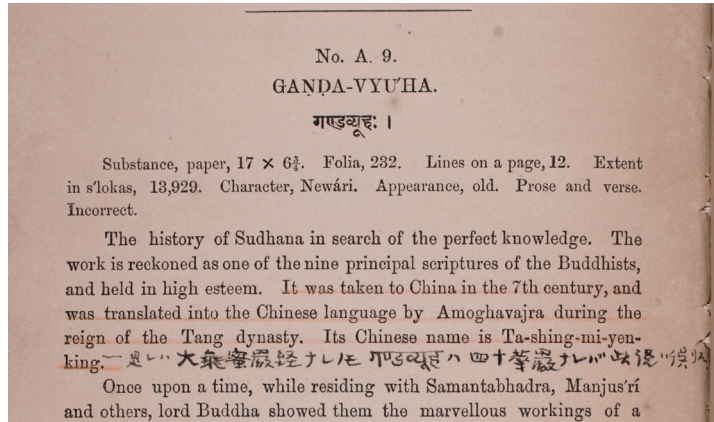 No. A. 9.
GAṆḌA-VYU'HA.
गण्डव्यूहः ।
Substance, paper, 17 × 6¾. Folia, 232. Lines on a page, 12. Extent
in s'lokas, 13,929. Character, Newári. Appearance, old. Prose and verse.
Incorrect.
The history of Sudhana in search of the perfect knowledge. The
work is reckoned as one of the nine principal scriptures of the Buddhists,
and held in high esteem. It was taken to China in the 7th century, and
was translated into the Chinese language by Amoghavajra during the
reign of the Tang dynasty. Its Chinese name is Ta-shing-mi-yen-
king. 一是レハ大乘蜜嚴経ナレトモ गण्डव्यूहハ四十華嚴ナレバ此
Once upon a time, while residing with Samantabhadra, Manjus'rí
and others, lord Buddha showed them the marvellous workings of a